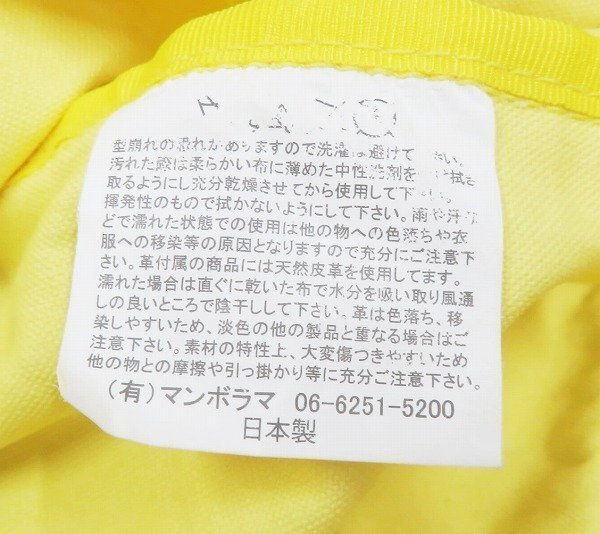 型崩れの恐れがありますので洗濯は避けて さい。
汚れた際は柔らかい布に薄めた中性洗剤を け拭き
取るようにし充分乾燥させてから使用して下さい。
揮発性のもので拭かないようにして下さい。雨や汗な
どで濡れた状態での使用は他の物への色落ちや衣
服への移染等の原因となりますので充分にご注意下
さい。革付属の商品には天然皮革を使用してます。
濡れた場合は直ぐに乾いた布で水分を吸い取り風通
しの良いところで陰干しして下さい。革は色落ち、移
染しやすいため、淡色の他の製品と重なる場合はご
注意下さい。素材の特性上、大変傷つきやすいため
他の物との摩擦や引っ掛かり等に充分ご注意下さい。
(有)マンボラマ 06-6251-5200
日本製